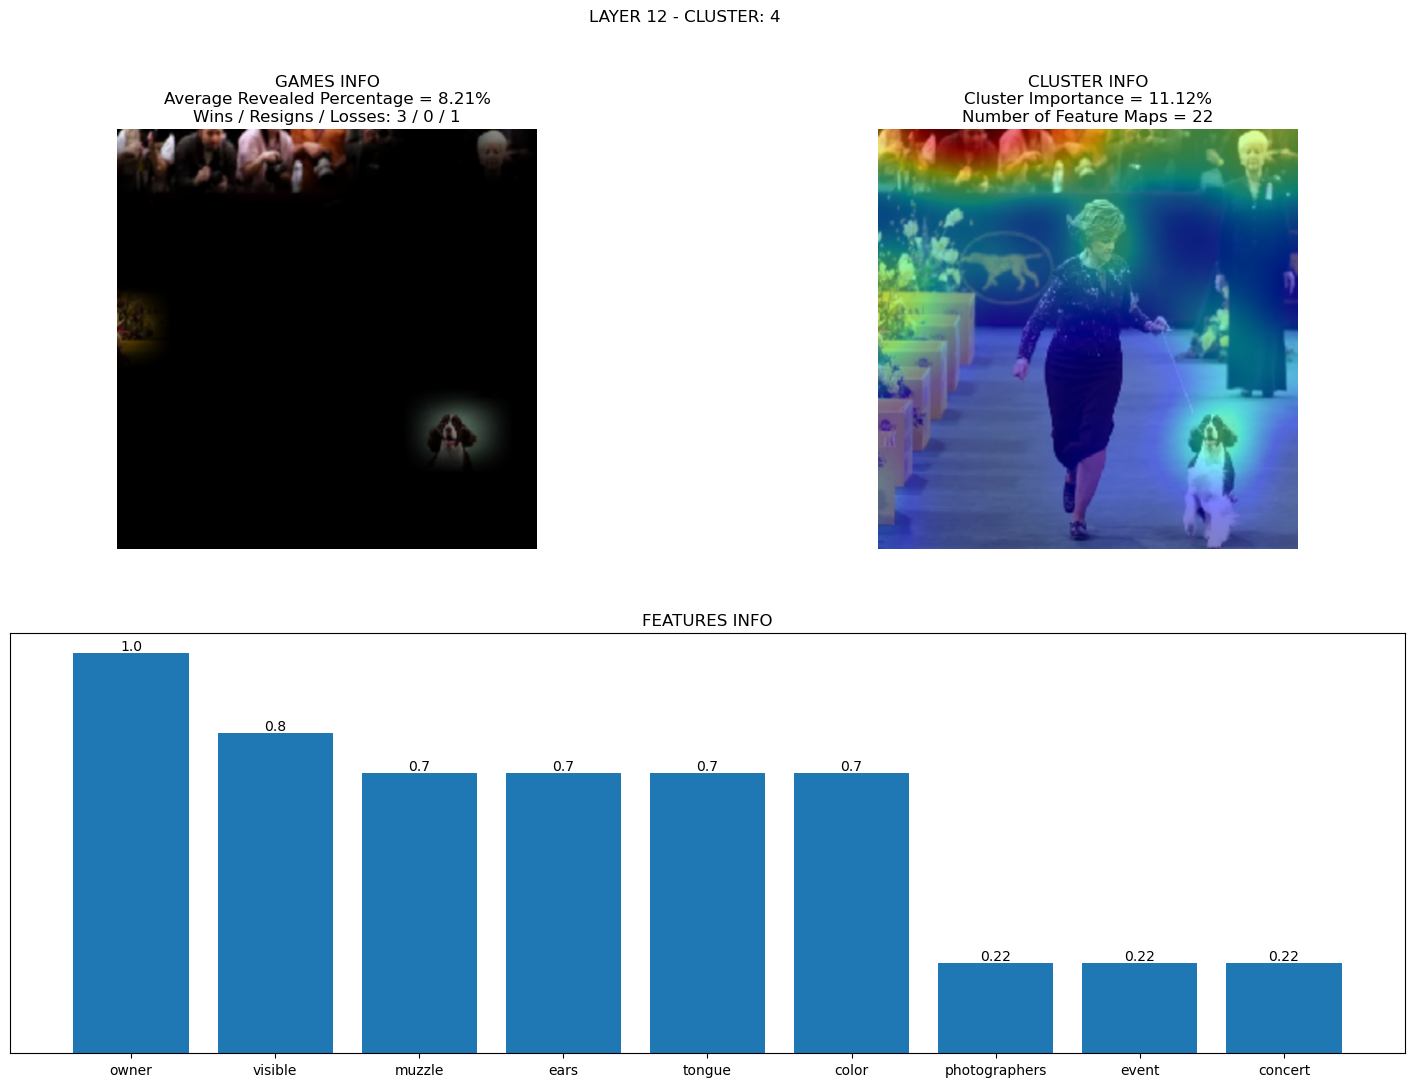 LAYER 12 - CLUSTER: 4
GAMES INFO
Average Revealed Percentage = 8.21%
Wins / Resigns / Losses: 3 / 0 / 1
CLUSTER INFO
Cluster Importance = 11.12%
Number of Feature Maps = 22
FEATURES INFO
1.0
0.8
0.7
0.7
0.7
0.7
0.22
0.22
0.22
owner
visible
muzzle
ears
tongue
color
photographers
event
concert